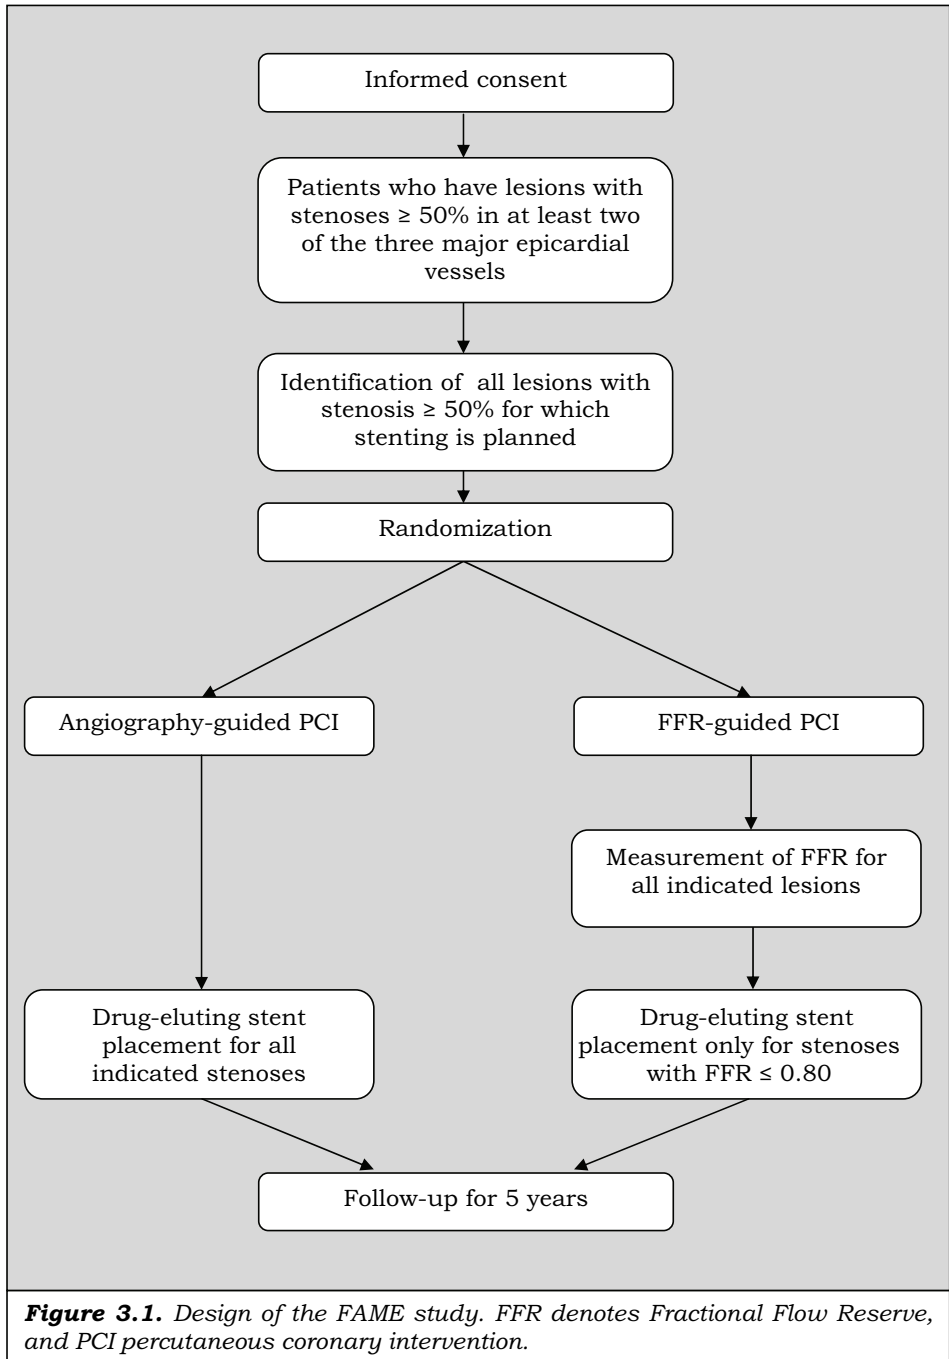 Informed consent
Patients who have lesions with
stenoses ≥ 50% in at least two
of the three major epicardial
vessels
Identification of  all lesions with
stenosis ≥ 50% for which
stenting is planned
Randomization
Angiography-guided PCI
FFR-guided PCI
Measurement of FFR for
all indicated lesions
Drug-eluting stent
placement for all
indicated stenoses
Drug-eluting stent
placement only for stenoses
with FFR ≤ 0.80
Follow-up for 5 years
Figure 3.1. Design of the FAME study. FFR denotes Fractional Flow Reserve,
and PCI percutaneous coronary intervention.